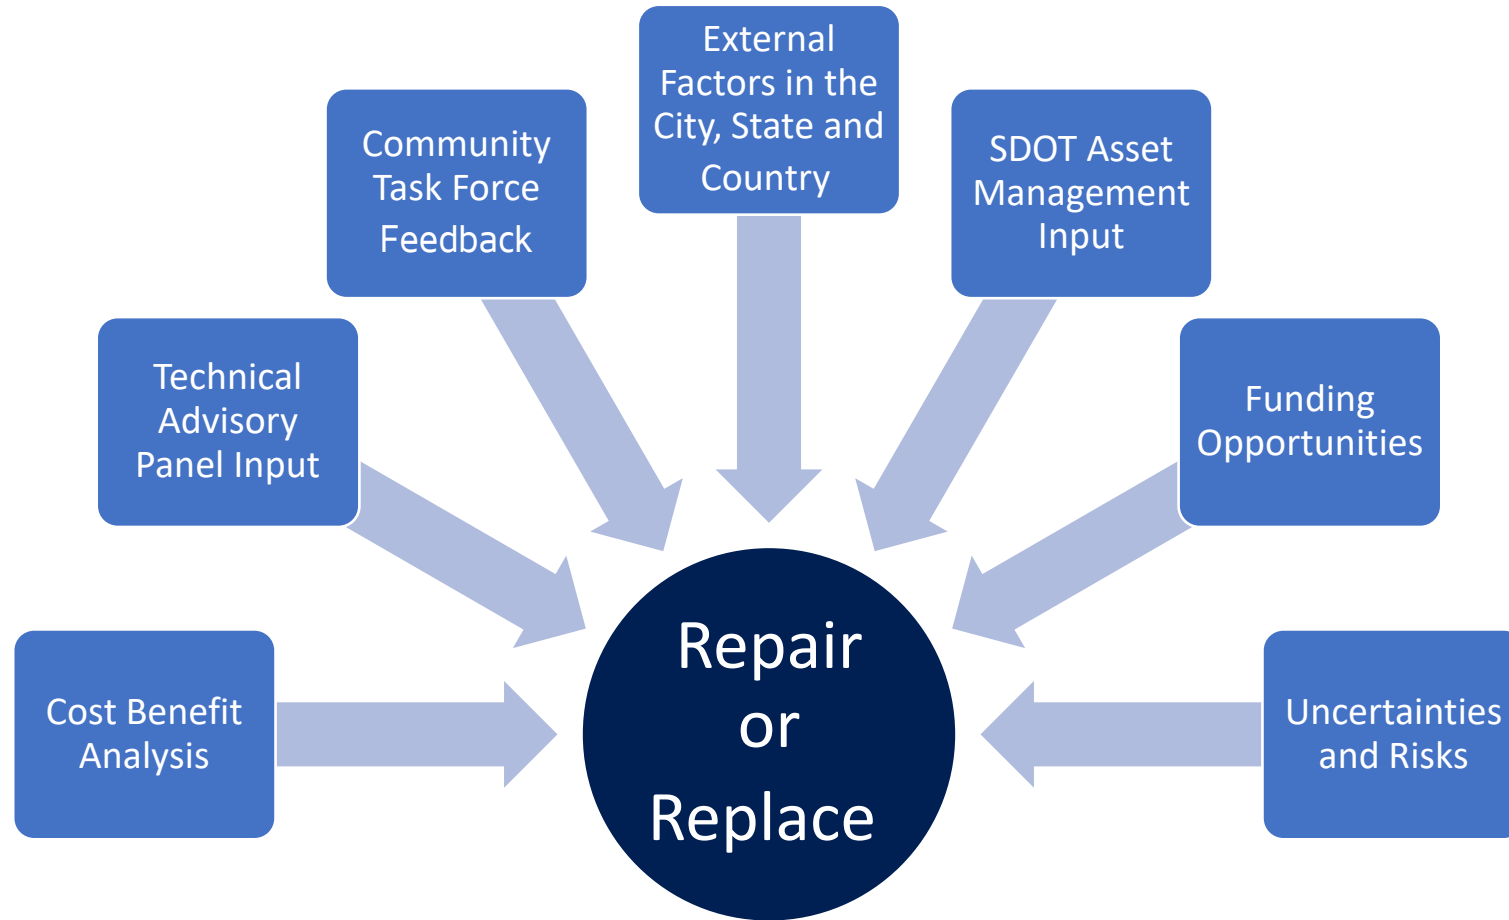 External
Factors in the
City, State and
Country
Community
Task Force
Feedback
SDOT Asset
Management
Input
Technical
Advisory
Panel Input
Funding
Opportunities
Cost Benefit
Analysis
Uncertainties
and Risks
Repair
or
Replace